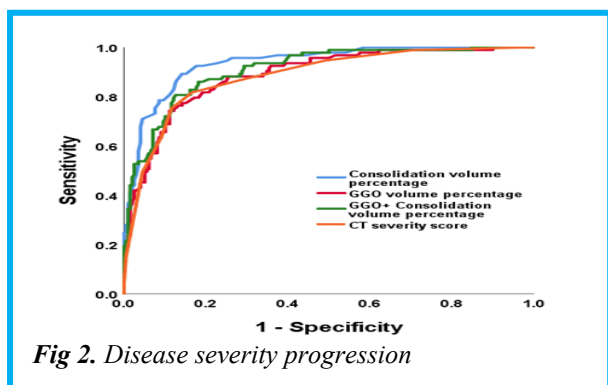 1.0
0.8
0.6
0.4
0.2
0.0
Sensitivity
Consolidation volume
percentage
GGO volume percentage
GGO+ Consolidation
volume percentage
CT severity score
0.0 0.2 0.4 0.6 0.8 1.0
1 - Specificity
Fig 2. Disease severity progression